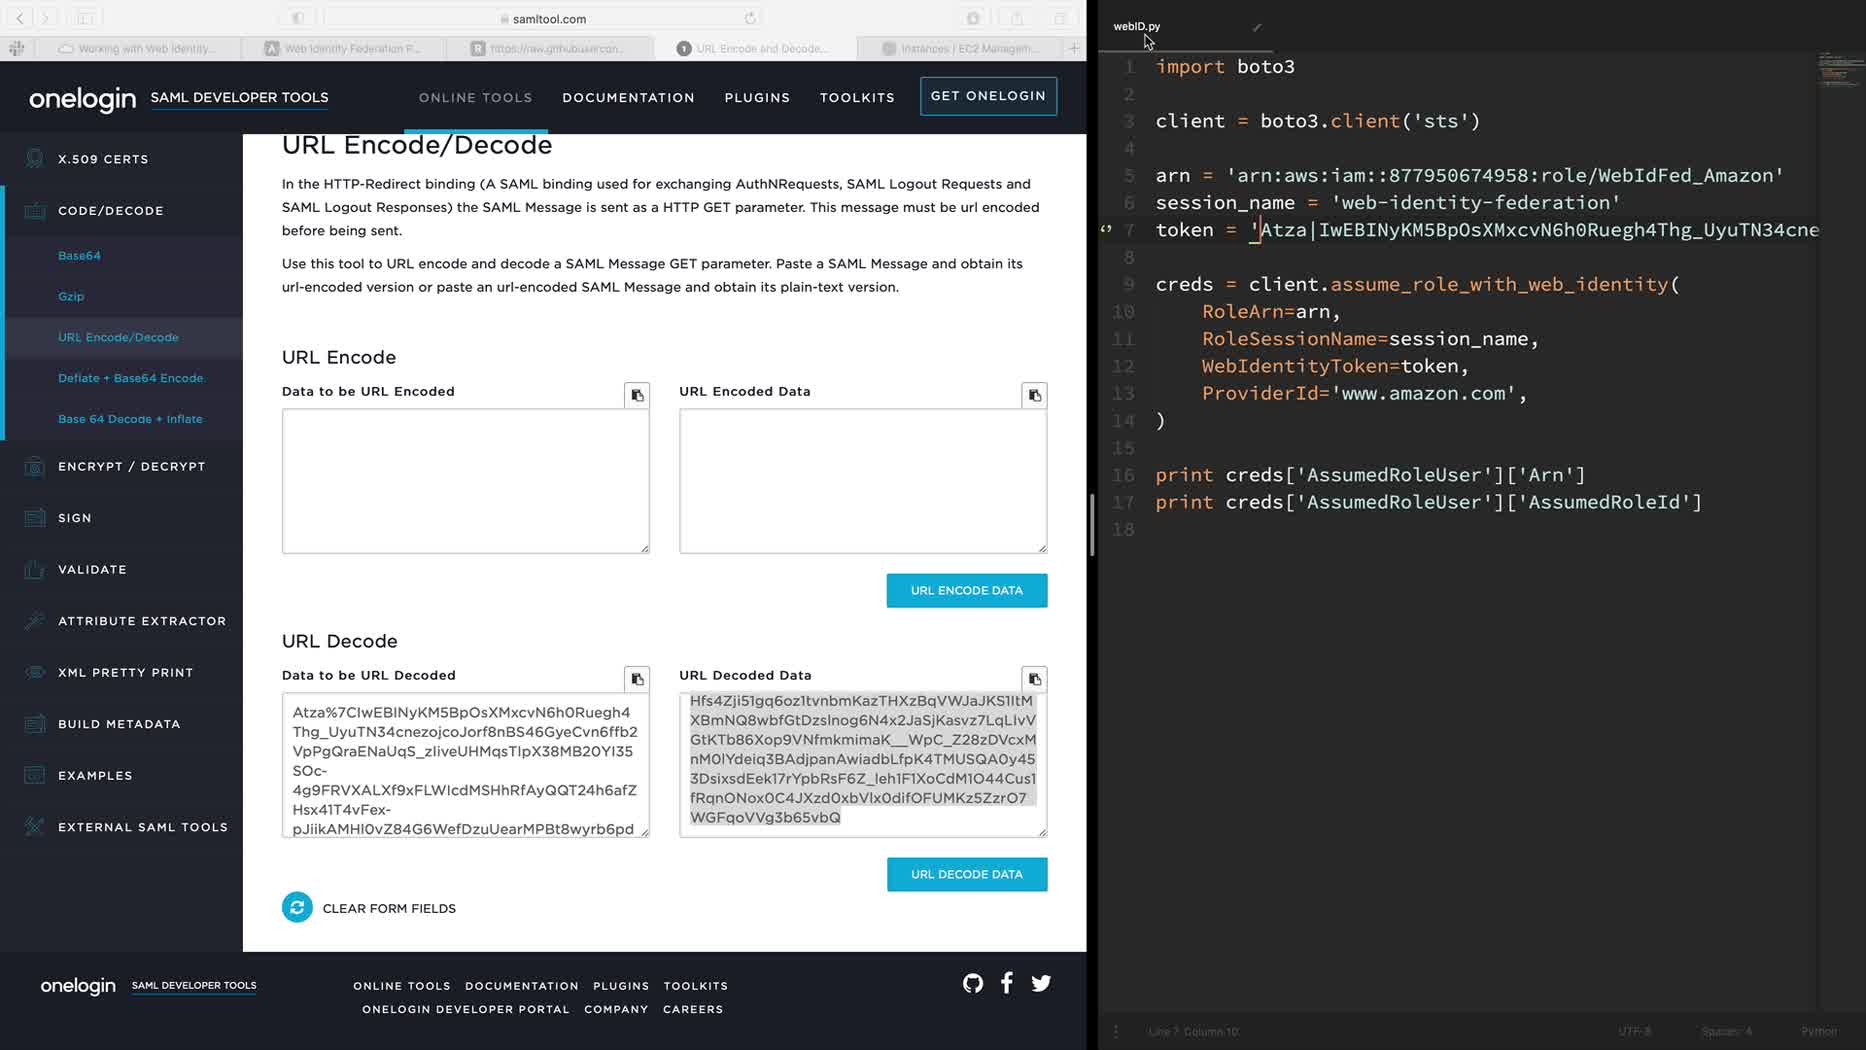 samltool.com
Working with Web Identity...
Web Identity Federation P...
https://raw.githubusercon...
URL Encode and Decode...
Instances | EC2 Managem...
onelogin SAML DEVELOPER TOOLS
ONLINE TOOLS DOCUMENTATION PLUGINS TOOLKITS GET ONELOGIN
X.509 CERTS
CODE/DECODE
Base64
Gzip
URL Encode/Decode
Deflate + Base64 Encode
Base 64 Decode + Inflate
ENCRYPT / DECRYPT
SIGN
VALIDATE
ATTRIBUTE EXTRACTOR
XML PRETTY PRINT
BUILD METADATA
EXAMPLES
EXTERNAL SAML TOOLS
URL Encode/Decode
In the HTTP-Redirect binding (A SAML binding used for exchanging AuthNRequests, SAML Logout Requests and
SAML Logout Responses) the SAML Message is sent as a HTTP GET parameter. This message must be url encoded
before being sent.
Use this tool to URL encode and decode a SAML Message GET parameter. Paste a SAML Message and obtain its
url-encoded version or paste an url-encoded SAML Message and obtain its plain-text version.
URL Encode
Data to be URL Encoded
URL Encoded Data
URL ENCODE DATA
URL Decode
Data to be URL Decoded
Atza%7CIwEBINyKM5BpOsXMxcvN6h0Ruegh4
Thg_UyuTN34cnezojcoJorf8nBS46GyeCvn6ffb2
VpPgQraENaUqS_zIiveUHMqsTIpX38MB20YI35
SOc-
4g9FRVXALXf9xFLWIcdMSHhRfAyQQT24h6afZ
Hsx41T4vFex-
pJiikAMHI0vZ84G6WefDzuUearMPBt8wyrb6pd
URL Decoded Data
Hfs4Zji51gq6oz1tvnbmKazTHXzBqVWJaJKS1ItM
XBmNQ8wbfGtDzslnog6N4x2JaSjKasvz7LqLIvV
GtKTb86Xop9VNfmkmimaK__WpC_Z28zDVcxM
nM0lYdeiq3BAdjpanAwiadbLfpK4TMUSQA0y45
3DsixsdEek17rYpbRsF6Z_leh1F1XoCdM1O44Cus1
fRqnONox0C4JXzd0xbVlx0difOFUMKz5ZzrO7
WGFqoVVg3b65vbQ
URL DECODE DATA
CLEAR FORM FIELDS
onelogin SAML DEVELOPER TOOLS
ONLINE TOOLS DOCUMENTATION PLUGINS TOOLKITS
ONELOGIN DEVELOPER PORTAL COMPANY CAREERS
webID.py
1 import boto3
2
3 client = boto3.client('sts')
4
5 arn = 'arn:aws:iam::877950674958:role/WebIdFed_Amazon'
6 session_name = 'web-identity-federation'
7 token = 'Atza|IwEBINyKM5BpOsXMxcvN6h0Ruegh4Thg_UyuTN34cne
8
9 creds = client.assume_role_with_web_identity(
10 RoleArn=arn,
11 RoleSessionName=session_name,
12 WebIdentityToken=token,
13 ProviderId='www.amazon.com',
14 )
15
16 print creds['AssumedRoleUser']['Arn']
17 print creds['AssumedRoleUser']['AssumedRoleId']
18
Line 7, Column 10 UTF-8 Spaces: 4 Python